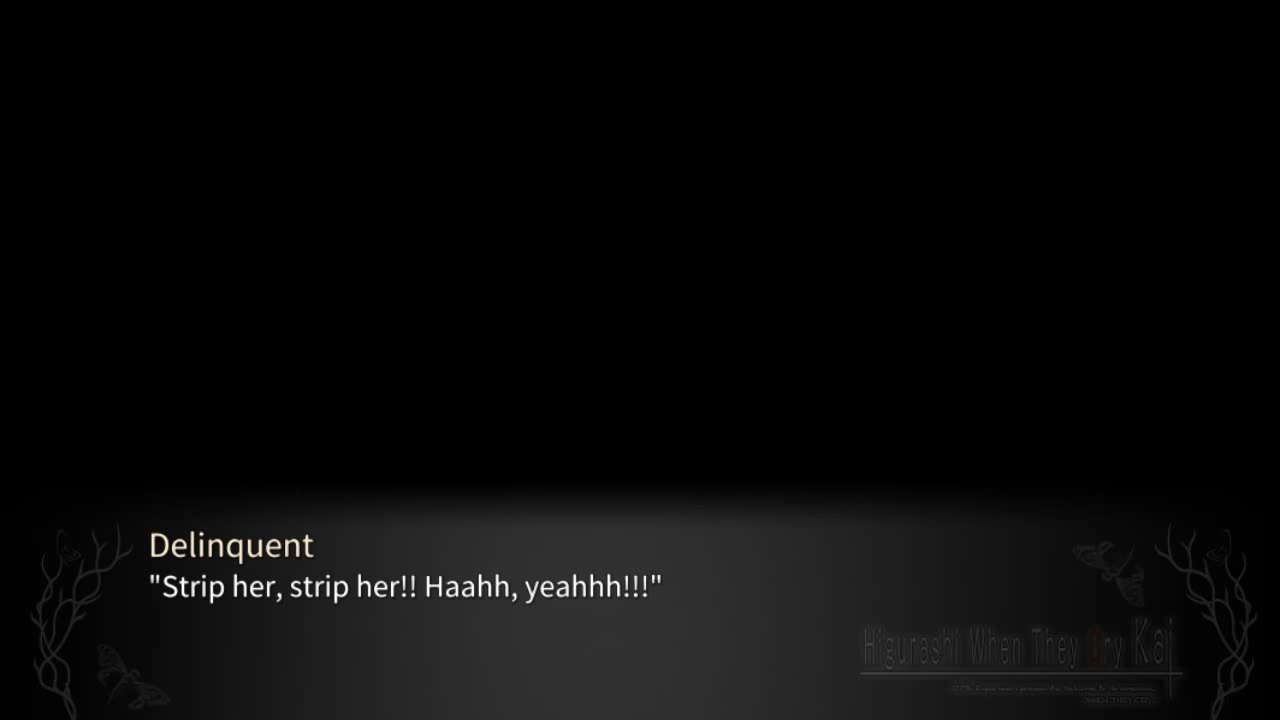 Delinquent
"Strip her, strip her!! Haahh, yeahhh!!!"
Higurashi When They Cry Kai